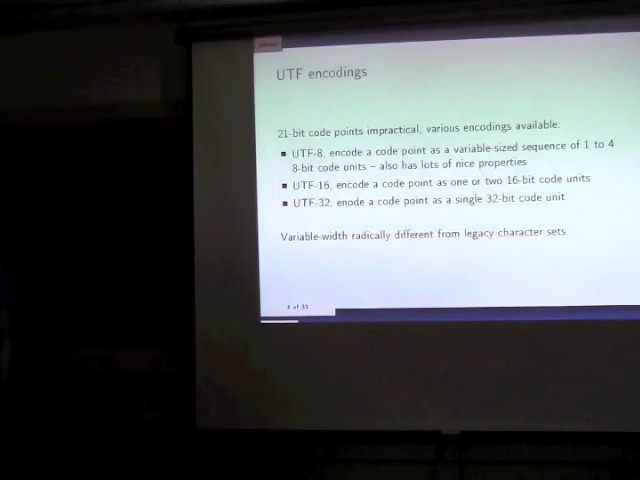 UTF encodings
21-bit code points impractical, various encodings available:
UTF-8, encode a code point as a variable-sized sequence of 1 to 4
8-bit code units – also has lots of nice properties
UTF-16, encode a code point as one or two 16-bit code units
UTF-32, enode a code point as a single 32-bit code unit
Variable-width radically different from legacy character sets.
6 of 33